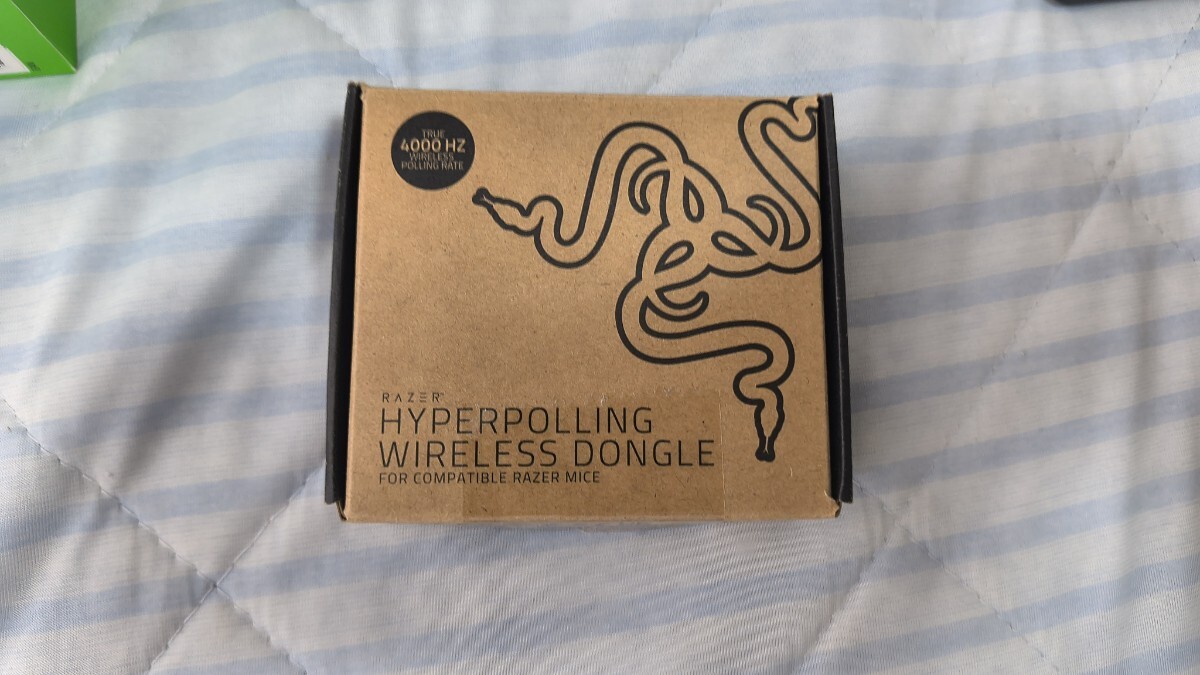 TRUE
4000 HZ
WIRELESS
POLLING RATE
RAZER
HYPERPOLLING
WIRELESS DONGLE
FOR COMPATIBLE RAZER MICE